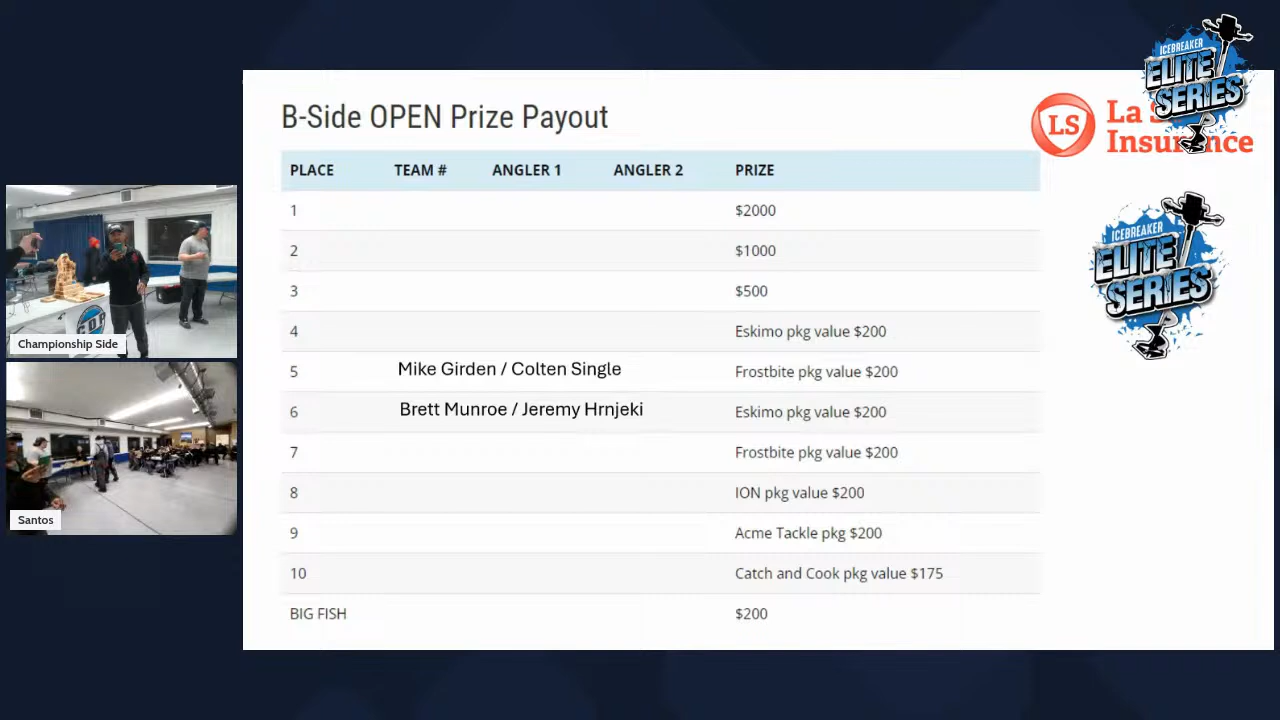 B-Side OPEN Prize Payout
PLACE TEAM # ANGLER 1 ANGLER 2 PRIZE
1 $2000
2 $1000
3 $500
4 Eskimo pkg value $200
5 Mike Girden / Colten Single Frostbite pkg value $200
6 Brett Munroe / Jeremy Hrnjeki Eskimo pkg value $200
7 Frostbite pkg value $200
8 ION pkg value $200
9 Acme Tackle pkg $200
10 Catch and Cook pkg value $175
BIG FISH $200
LS
La
Insurance
ICEBREAKER
ELITE
SERIES
ICEBREAKER
ELITE
SERIES
Championship Side
Santos